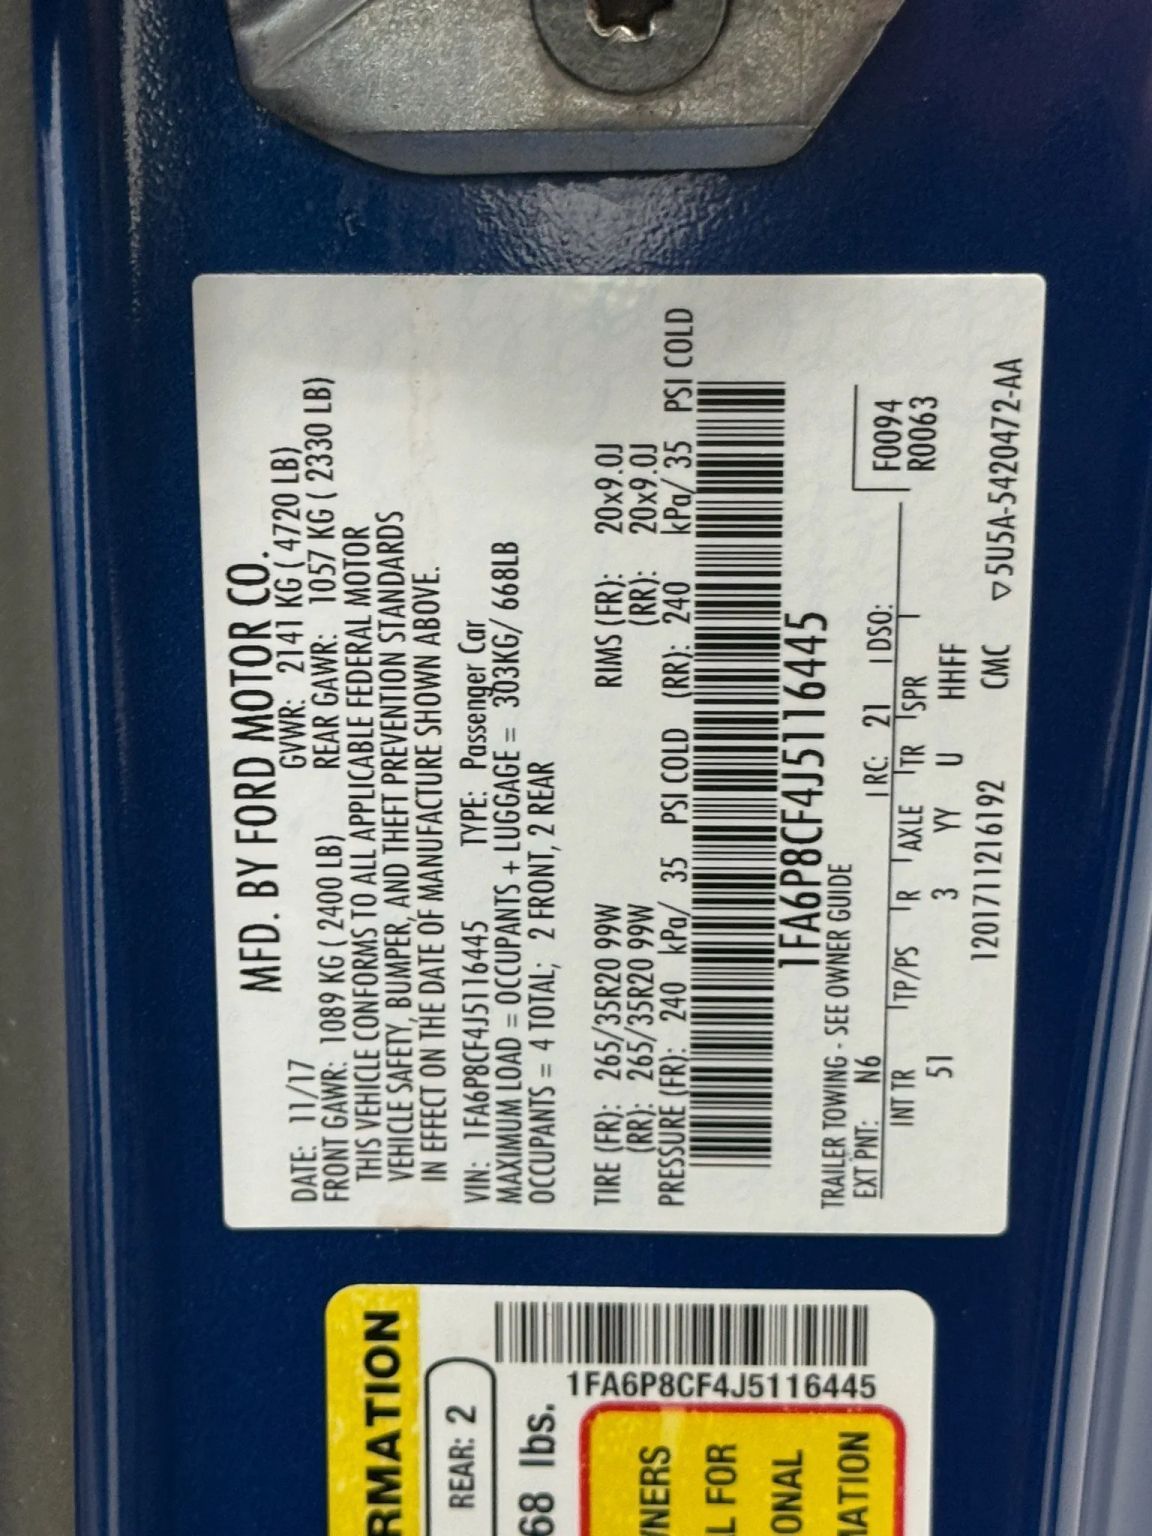 MFD. BY FORD MOTOR CO.
DATE: 11/17 GVWR: 2141 KG ( 4720 LB)
FRONT GAWR: 1089 KG ( 2400 LB) REAR GAWR: 1057 KG ( 2330 LB)
THIS VEHICLE CONFORMS TO ALL APPLICABLE FEDERAL MOTOR
VEHICLE SAFETY, BUMPER, AND THEFT PREVENTION STANDARDS
IN EFFECT ON THE DATE OF MANUFACTURE SHOWN ABOVE.
VIN: 1FA6P8CF4J5116445 TYPE: Passenger Car
MAXIMUM LOAD = OCCUPANTS + LUGGAGE = 303KG/ 668LB
OCCUPANTS = 4 TOTAL; 2 FRONT, 2 REAR
TIRE (FR): 265/35R20 99W RIMS (FR): 20x9.0J
(RR): 265/35R20 99W (RR): 20x9.0J
PRESSURE (FR): 240 kPa/ 35 PSI COLD (RR): 240 kPa/ 35 PSI COLD
1FA6P8CF4J5116445
TRAILER TOWING - SEE OWNER GUIDE
EXT PNT: N6 RC: 21 DSO: F0094
R0063
INT TR TP/PS R AXLE TR SPR
51 3 YY U HHFF
1201711216192 CMC ▽5U5A-5420472-AA
RMATION
REAR: 2
68 lbs.
1FA6P8CF4J5116445
NERS
L FOR
ONAL
MATION